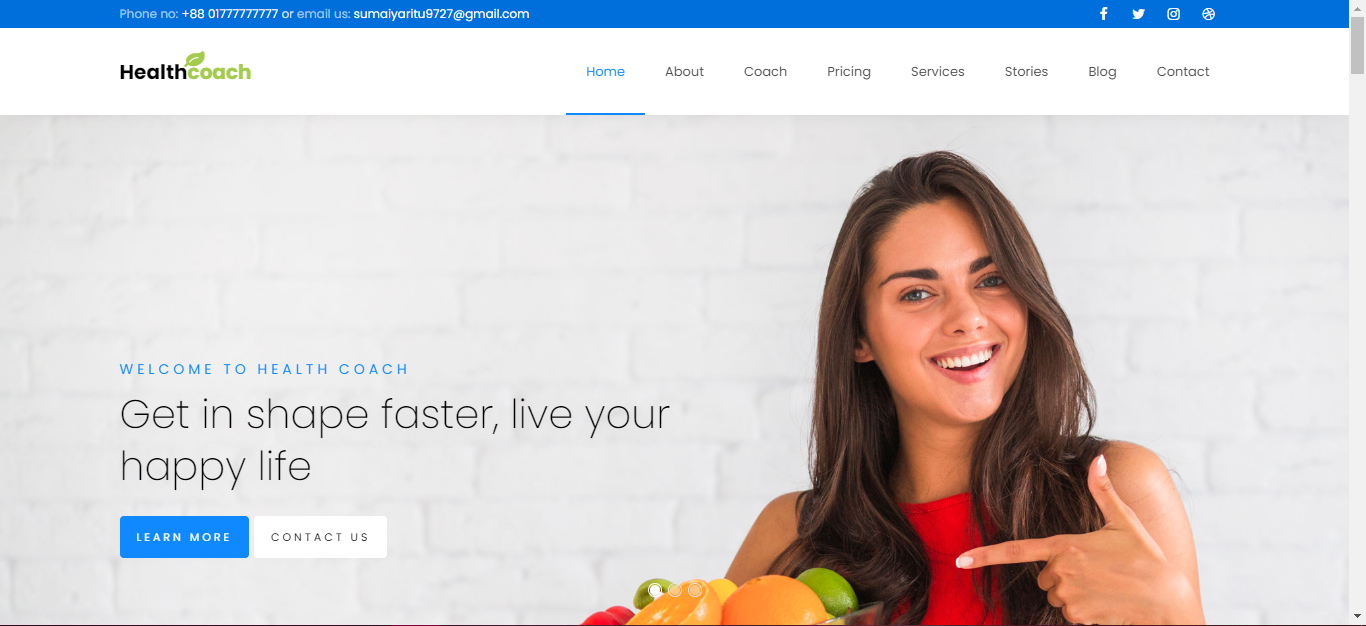 Phone no: +88 01777777777 or email us: sumaiyaritu9727@gmail.com
Healthcoach
Home About Coach Pricing Services Stories Blog Contact
WELCOME TO HEALTH COACH
Get in shape faster, live your
happy life
LEARN MORE CONTACT US